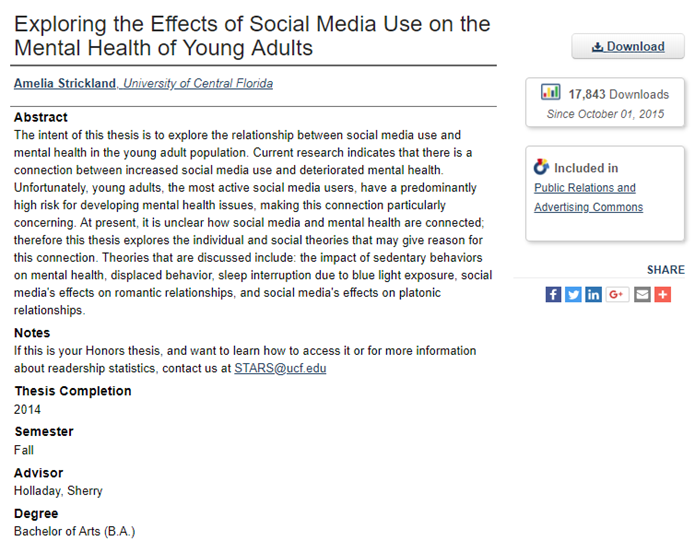 Exploring the Effects of Social Media Use on the
Mental Health of Young Adults
Amelia Strickland, University of Central Florida
Abstract
The intent of this thesis is to explore the relationship between social media use and
mental health in the young adult population. Current research indicates that there is a
connection between increased social media use and deteriorated mental health.
Unfortunately, young adults, the most active social media users, have a predominantly
high risk for developing mental health issues, making this connection particularly
concerning. At present, it is unclear how social media and mental health are connected;
therefore this thesis explores the individual and social theories that may give reason for
this connection. Theories that are discussed include: the impact of sedentary behaviors
on mental health, displaced behavior, sleep interruption due to blue light exposure, social
media's effects on romantic relationships, and social media's effects on platonic
relationships.
Notes
If this is your Honors thesis, and want to learn how to access it or for more information
about readership statistics, contact us at STARS@ucf.edu
Thesis Completion
2014
Semester
Fall
Advisor
Holladay, Sherry
Degree
Bachelor of Arts (B.A.)
Download
17,843 Downloads
Since October 01, 2015
Included in
Public Relations and
Advertising Commons
SHARE
G+